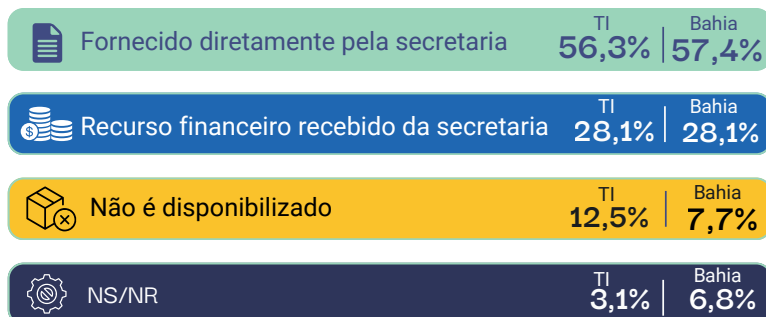 Fornecido diretamente pela secretaria TI 56,3% Bahia 57,4%
Recurso financeiro recebido da secretaria TI 28,1% Bahia 28,1%
Não é disponibilizado TI 12,5% Bahia 7,7%
NS/NR TI 3,1% Bahia 6,8%